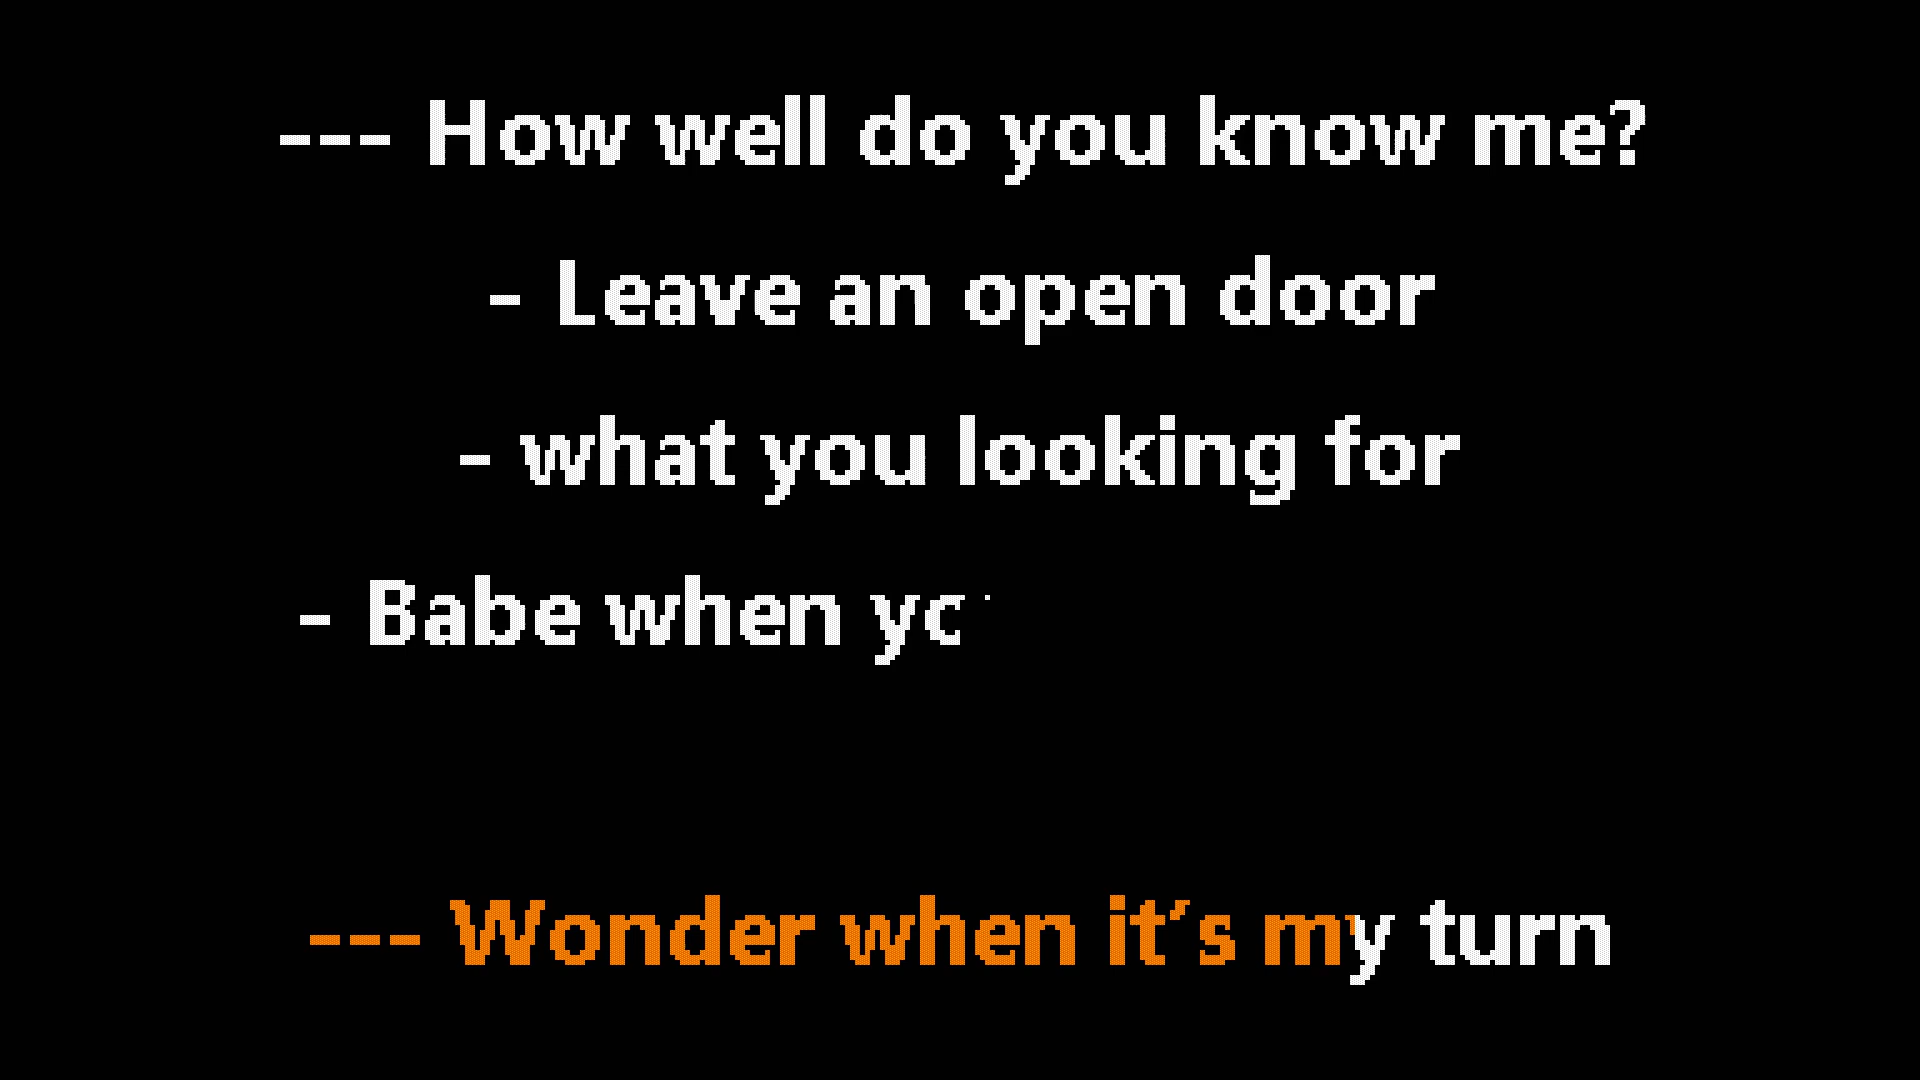 --- How well do you know me?
- Leave an open door
- what you looking for
- Babe when
--- Wonder when it's my turn